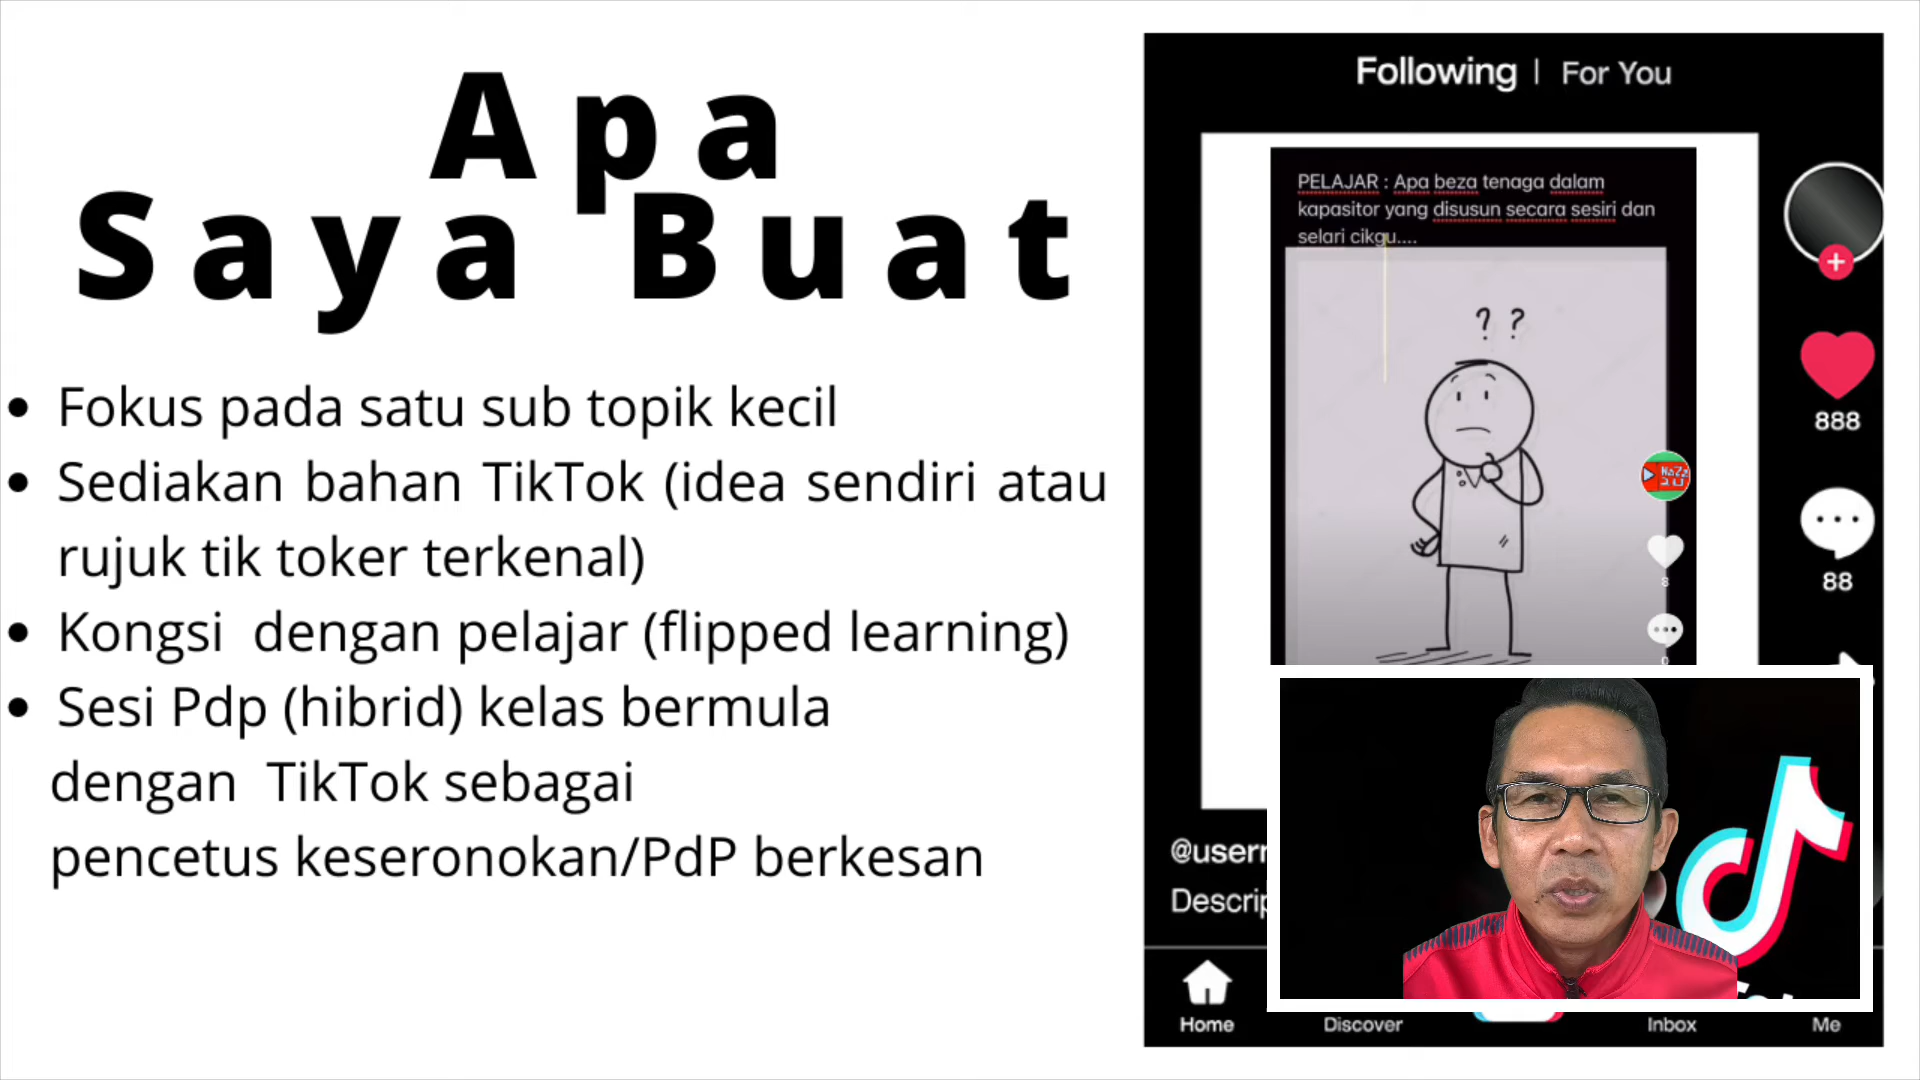 Apa
Saya Buat
Fokus pada satu sub topik kecil
Sediakan bahan TikTok (idea sendiri atau
rujuk tik toker terkenal)
Kongsi dengan pelajar (flipped learning)
Sesi Pdp (hibrid) kelas bermula
dengan TikTok sebagai
pencetus keseronokan/PdP berkesan
Following | For You
PELAJAR : Apa beza tenaga dalam
kapasitor yang disusun secara sesiri dan
selari cikgu....
? ?
888
8
88
0
Home
Discover
Inbox
Me